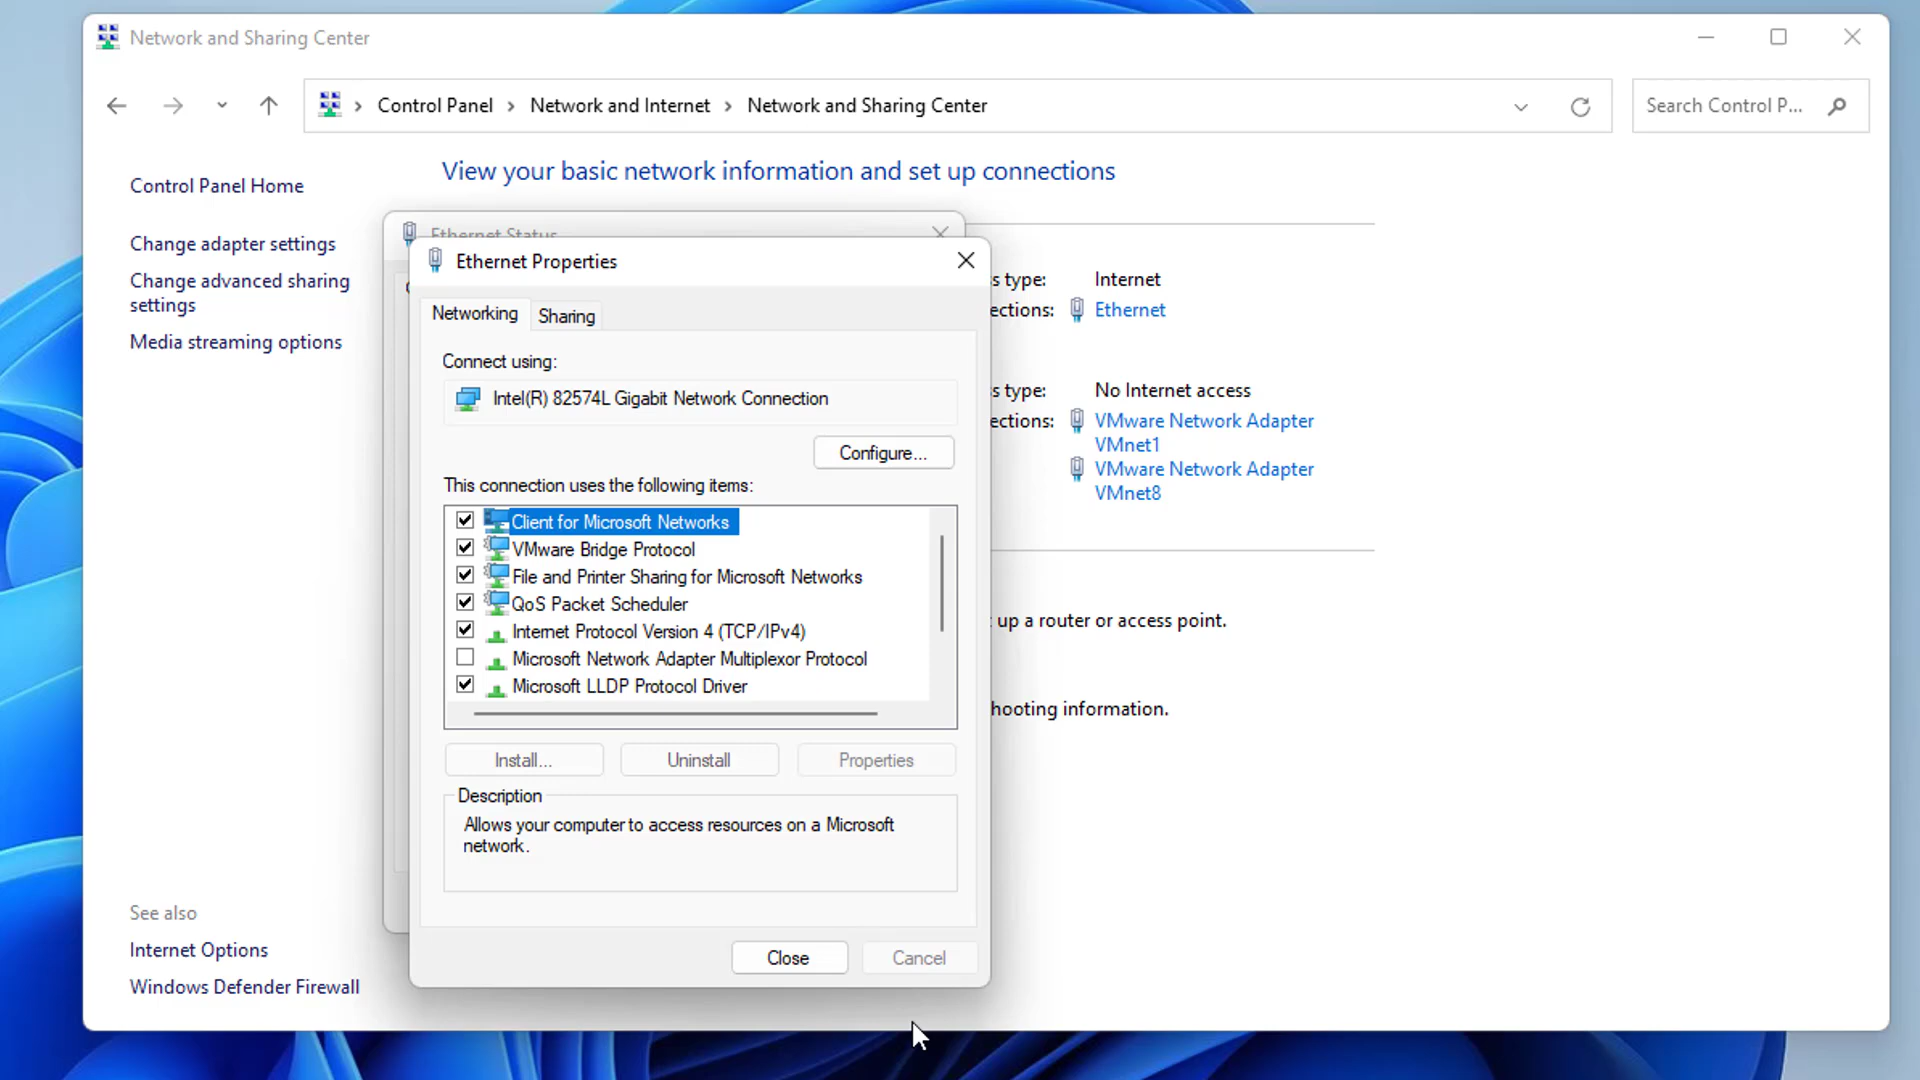 Network and Sharing Center
Control Panel
Network and Internet
Network and Sharing Center
Search Control P...
Control Panel Home
Change adapter settings
Change advanced sharing
settings
Media streaming options
See also
Internet Options
Windows Defender Firewall
View your basic network information and set up connections
Ethernet Status
Ethernet Properties
Networking
Sharing
Connect using:
Intel(R) 82574L Gigabit Network Connection
Configure...
This connection uses the following items:
Client for Microsoft Networks
VMware Bridge Protocol
File and Printer Sharing for Microsoft Networks
QoS Packet Scheduler
Internet Protocol Version 4 (TCP/IPv4)
Microsoft Network Adapter Multiplexor Protocol
Microsoft LLDP Protocol Driver
Install...
Uninstall
Properties
Description
Allows your computer to access resources on a Microsoft
network.
Close
Cancel
s type: Internet
ections: Ethernet
s type: No Internet access
ections: VMware Network Adapter
VMnet1
VMware Network Adapter
VMnet8
up a router or access point.
hooting information.